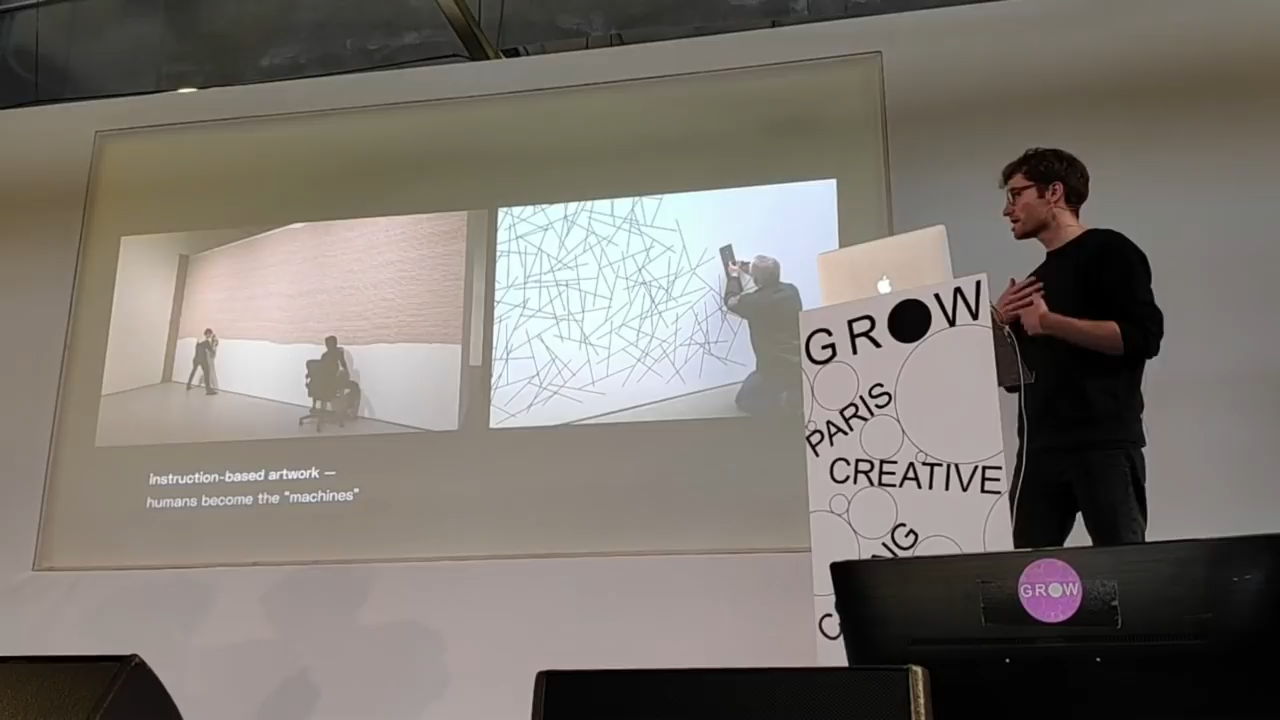 instruction-based artwork —
humans become the "machines"
GROW
PARIS
CREATIVE
GROW